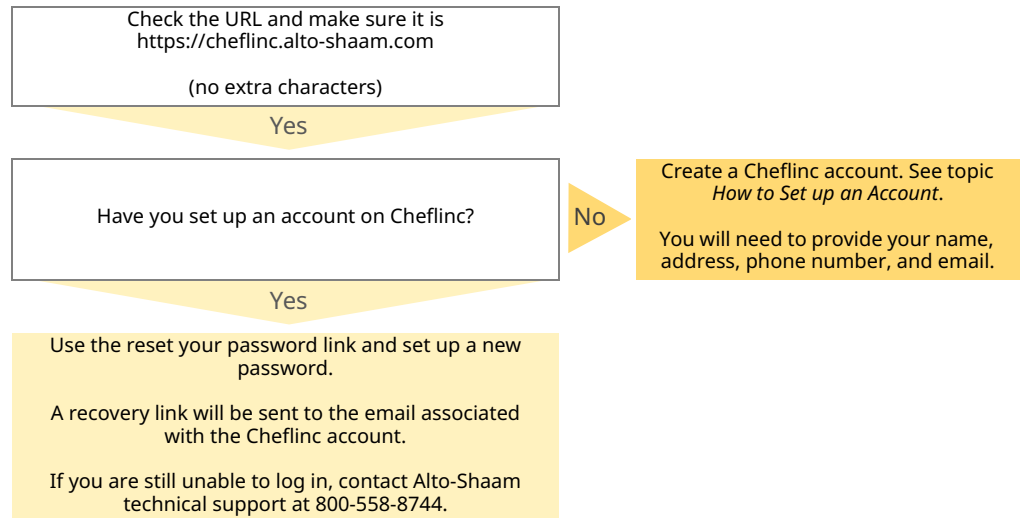 Check the URL and make sure it is
https://cheflinc.alto-shaam.com
(no extra characters)
Yes
Have you set up an account on Cheflinc?
No
Create a Cheflinc account. See topic
How to Set up an Account.
You will need to provide your name,
address, phone number, and email.
Yes
Use the reset your password link and set up a new
password.
A recovery link will be sent to the email associated
with the Cheflinc account.
If you are still unable to log in, contact Alto-Shaam
technical support at 800-558-8744.